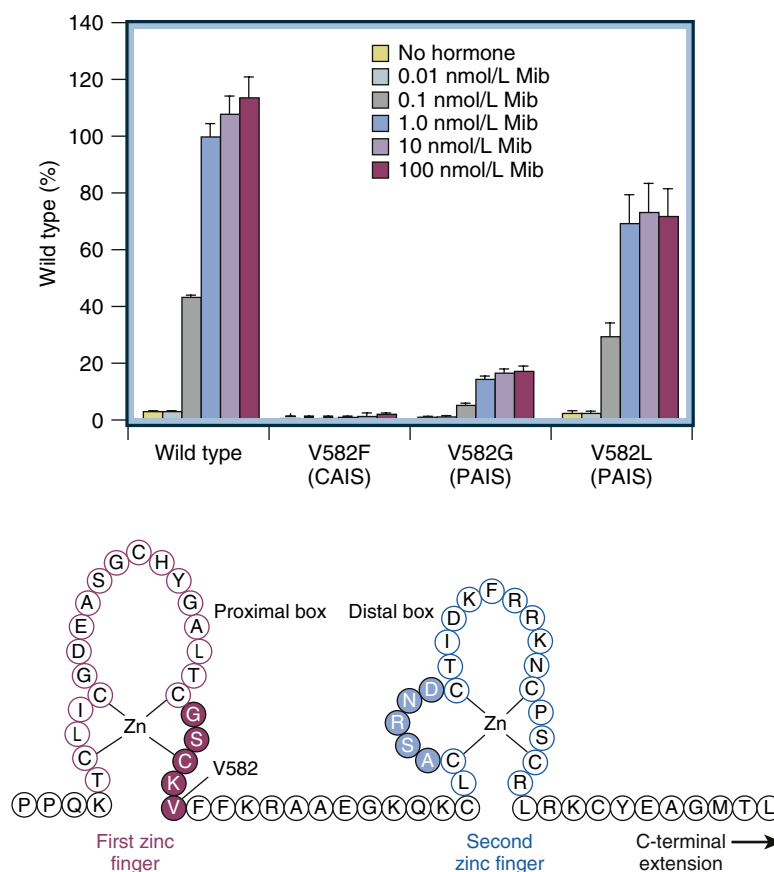 140
120
100
80
60
40
20
0
Wild type (%)
No hormone
0.01 nmol/L Mib
0.1 nmol/L Mib
1.0 nmol/L Mib
10 nmol/L Mib
100 nmol/L Mib
Wild type
V582F
(CAIS)
V582G
(PAIS)
V582L
(PAIS)
Proximal box
Distal box
P P Q K T C L I C G D E A S G C H Y G A L T C G S C K V F F K R A A E G K Q K C L C A S R N D C T I D K F R R K N C P S C R L R K C Y E A G M T L
Zn
Zn
V582
First zinc
finger
Second
zinc finger
C-terminal
extension